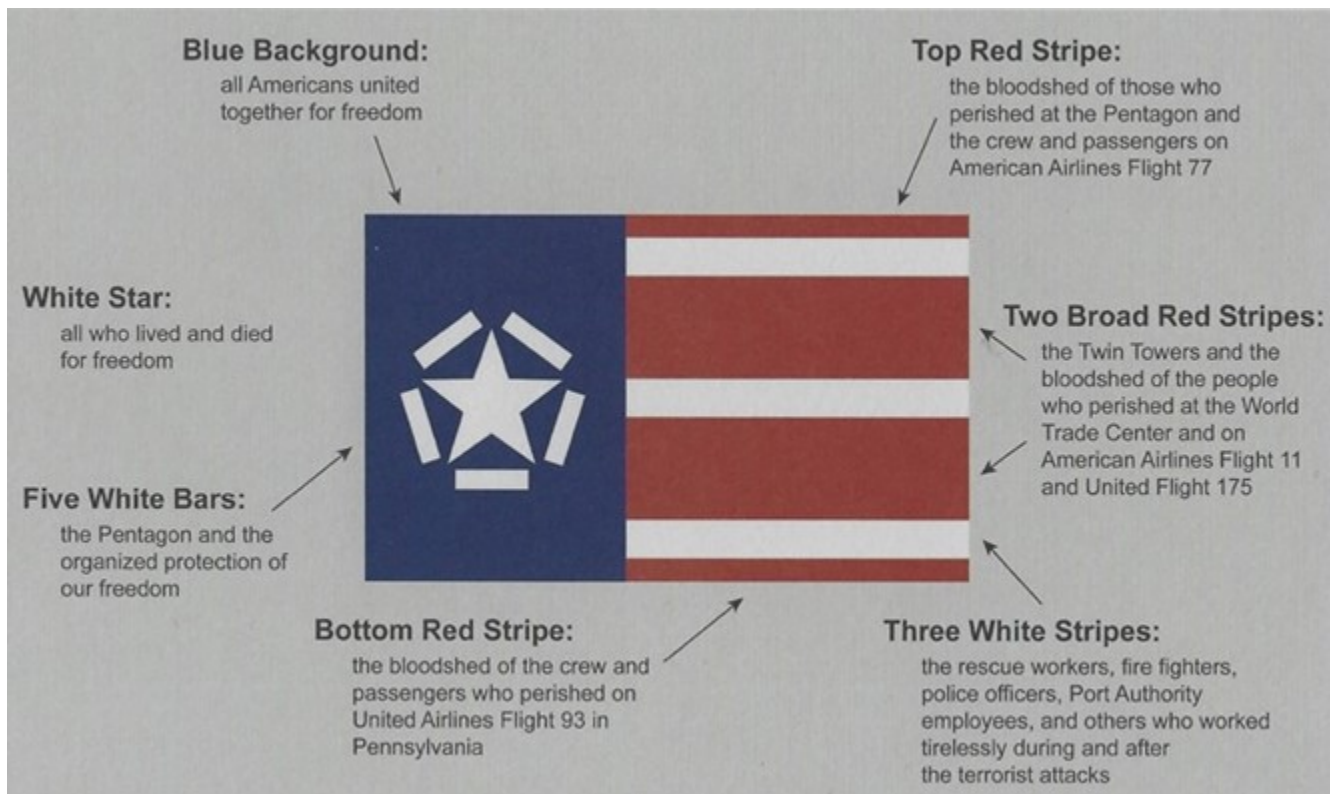 Blue Background:
all Americans united
together for freedom
Top Red Stripe:
the bloodshed of those who
perished at the Pentagon and
the crew and passengers on
American Airlines Flight 77
White Star:
all who lived and died
for freedom
Two Broad Red Stripes:
the Twin Towers and the
bloodshed of the people
who perished at the World
Trade Center and on
American Airlines Flight 11
and United Flight 175
Five White Bars:
the Pentagon and the
organized protection of
our freedom
Bottom Red Stripe:
the bloodshed of the crew and
passengers who perished on
United Airlines Flight 93 in
Pennsylvania
Three White Stripes:
the rescue workers, fire fighters,
police officers, Port Authority
employees, and others who worked
tirelessly during and after
the terrorist attacks